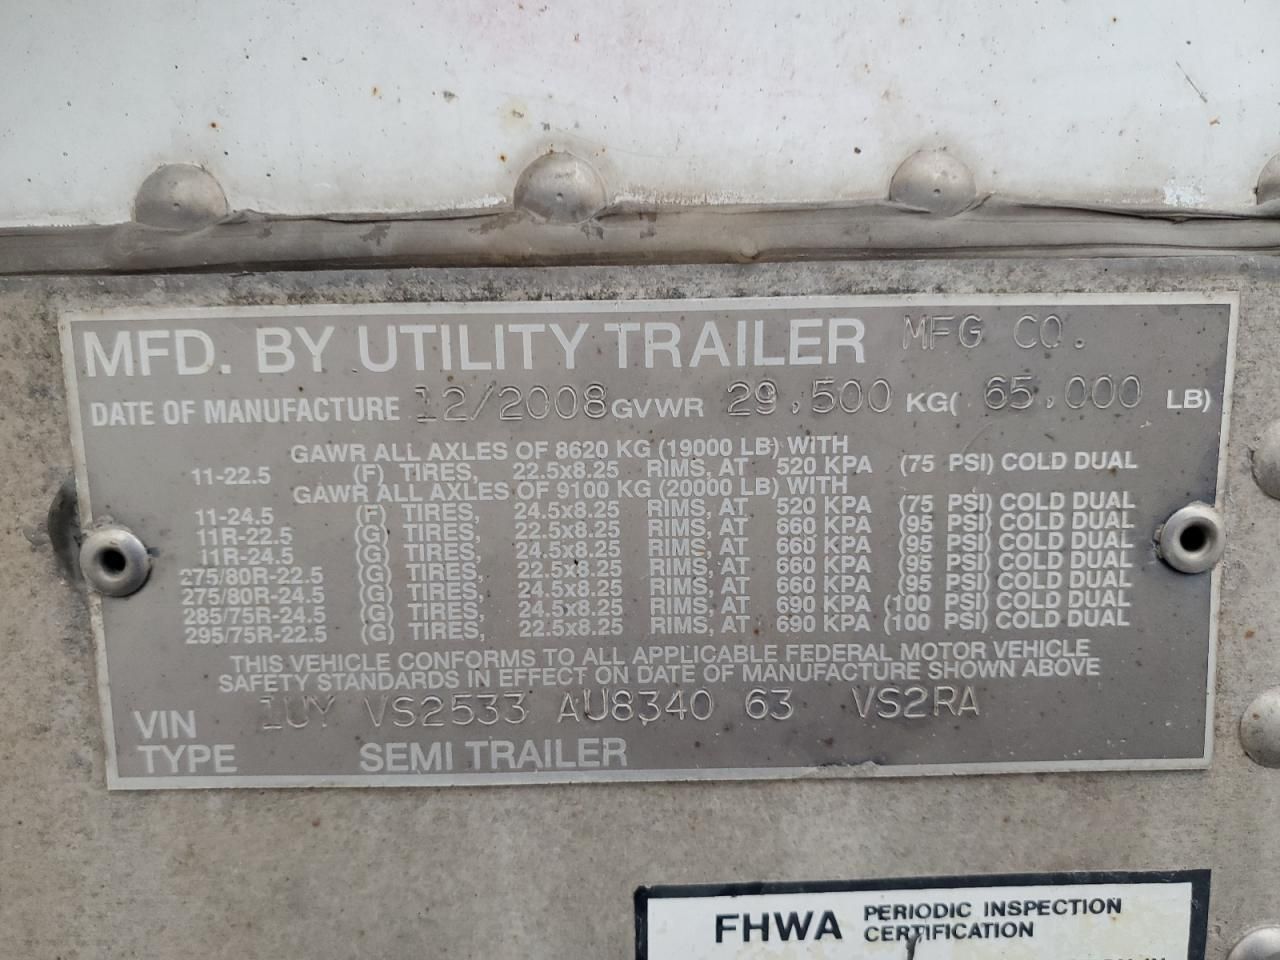 MFD. BY UTILITY TRAILER MFG CO.
DATE OF MANUFACTURE 12/2008 GVWR 29,500 KG( 65,000 LB)
GAWR ALL AXLES OF 8620 KG (19000 LB) WITH
11-22.5 (F) TIRES, 22.5x8.25 RIMS, AT 520 KPA (75 PSI) COLD DUAL
GAWR ALL AXLES OF 9100 KG (20000 LB) WITH
11-24.5 (F) TIRES, 24.5x8.25 RIMS, AT 520 KPA (75 PSI) COLD DUAL
11R-22.5 (G) TIRES, 22.5x8.25 RIMS, AT 660 KPA (95 PSI) COLD DUAL
11R-24.5 (G) TIRES, 24.5x8.25 RIMS, AT 660 KPA (95 PSI) COLD DUAL
275/80R-22.5 (G) TIRES, 22.5x8.25 RIMS, AT 660 KPA (95 PSI) COLD DUAL
275/80R-24.5 (G) TIRES, 24.5x8.25 RIMS, AT 660 KPA (95 PSI) COLD DUAL
285/75R-24.5 (G) TIRES, 24.5x8.25 RIMS, AT 690 KPA (100 PSI) COLD DUAL
295/75R-22.5 (G) TIRES, 22.5x8.25 RIMS, AT 690 KPA (100 PSI) COLD DUAL
THIS VEHICLE CONFORMS TO ALL APPLICABLE FEDERAL MOTOR VEHICLE
SAFETY STANDARDS IN EFFECT ON DATE OF MANUFACTURE SHOWN ABOVE
VIN 1UY VS2533 AU8340 63 VS2RA
TYPE SEMI TRAILER
FHWA PERIODIC INSPECTION
CERTIFICATION